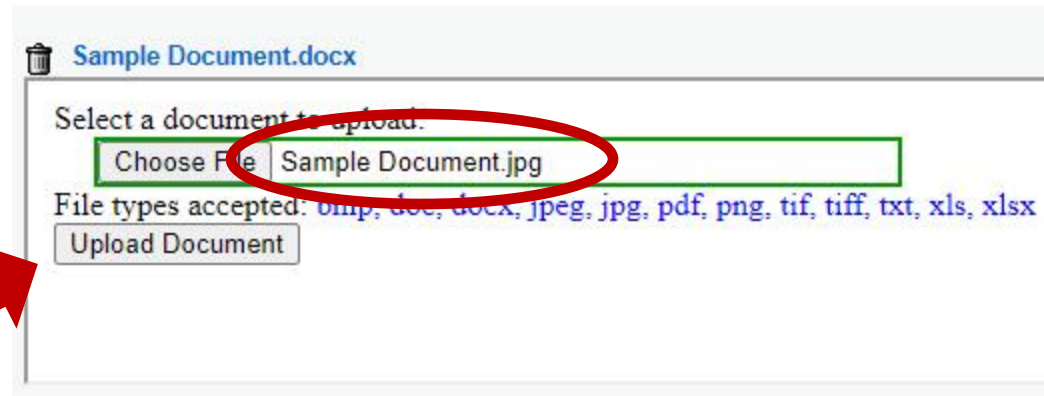 Sample Document.docx
Select a document to upload:
Choose File Sample Document.jpg
File types accepted: bmp, doc, docx, jpeg, jpg, pdf, png, tif, tiff, txt, xls, xlsx
Upload Document